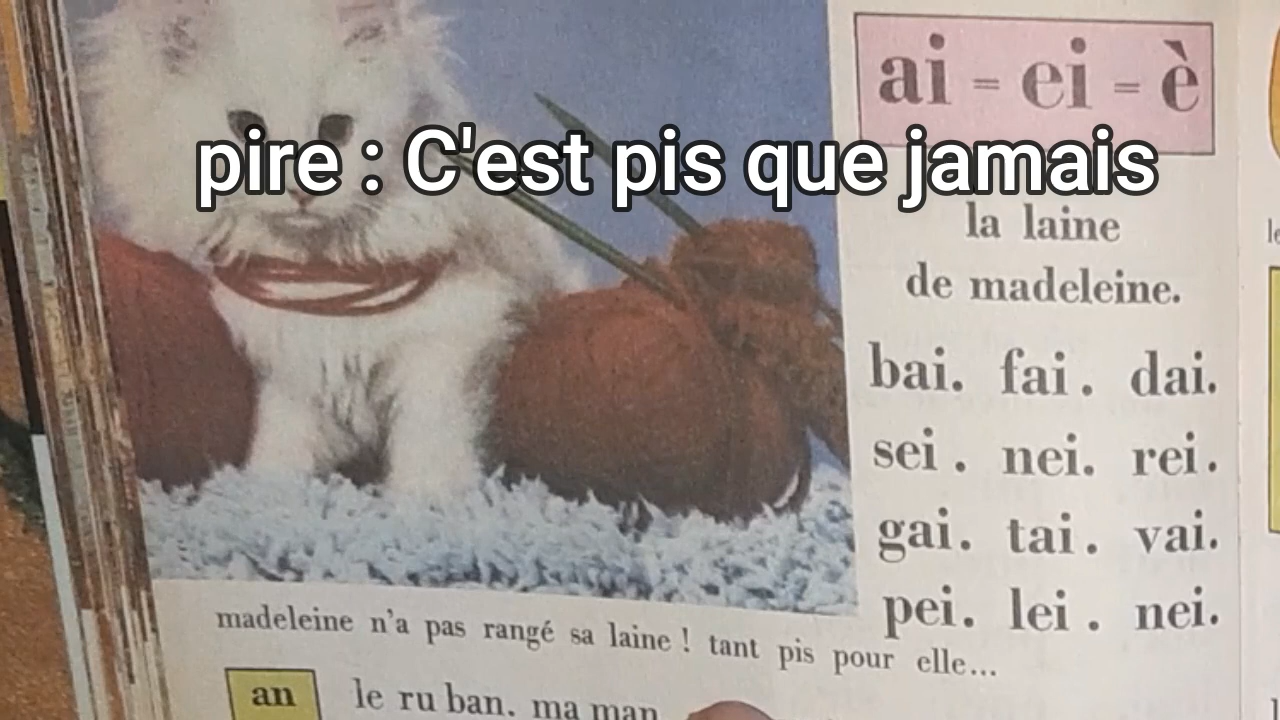 ai - ei - è
pire : C'est pis que jamais
la laine
de madeleine.
bai. fai. dai.
sei. nei. rei.
gai. tai. vai.
pei. lei. nei.
madeleine n'a pas rangé sa laine ! tant pis pour elle...
an
le ru ban. ma man